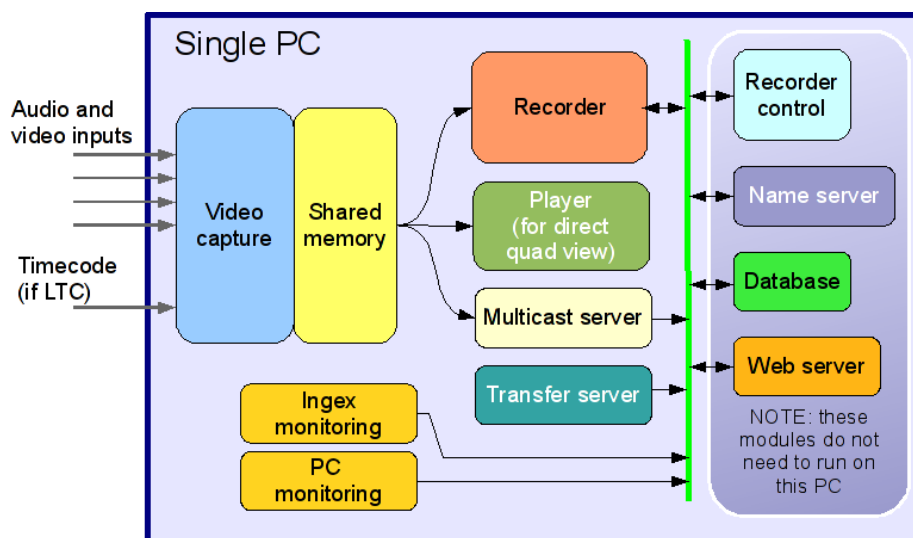 Single PC
Audio and
video inputs
Timecode
(if LTC)
Video
capture
Shared
memory
Recorder
Player
(for direct
quad view)
Multicast server
Transfer server
Ingex
monitoring
PC
monitoring
Recorder
control
Name server
Database
Web server
NOTE: these
modules do not
need to run on
this PC